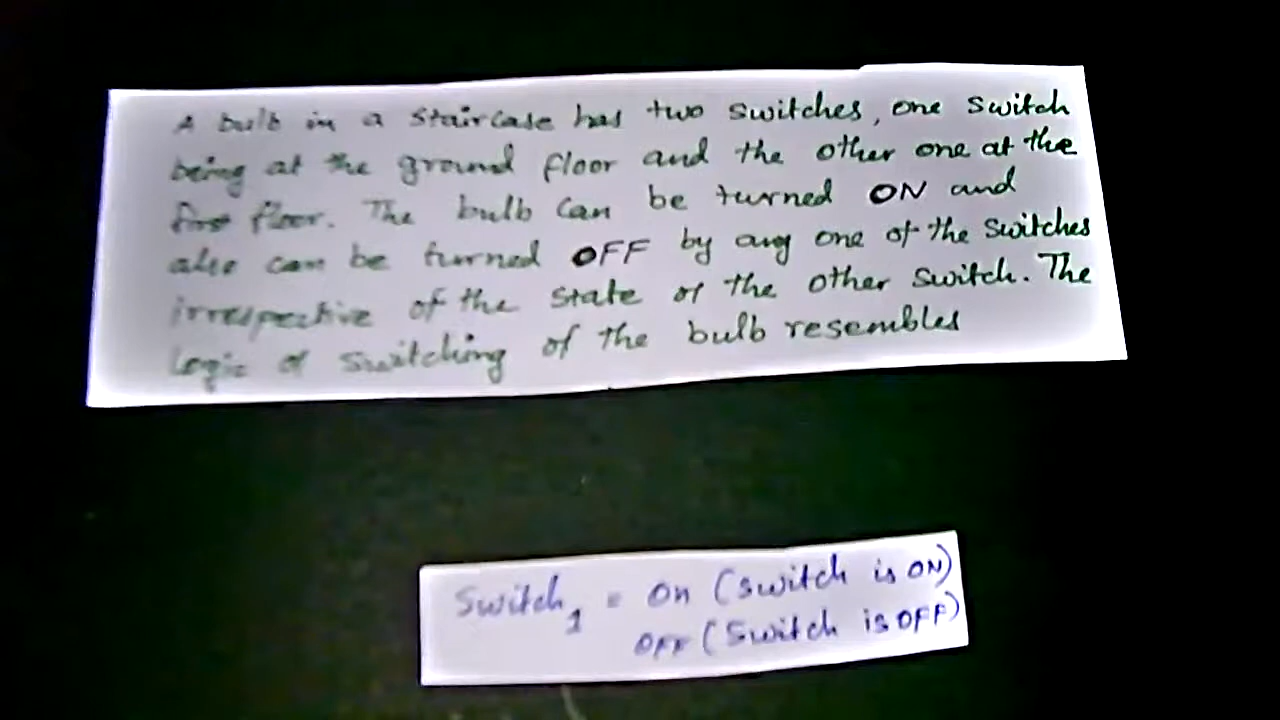 A bulb in a staircase has two switches, one switch
being at the ground floor and the other one at the
first floor. The bulb can be turned ON and
also can be turned OFF by any one of the switches
irrespective of the state of the other switch. The
logic of switching of the bulb resembles
Switch1 = On (Switch is ON)
OFF (Switch is OFF)